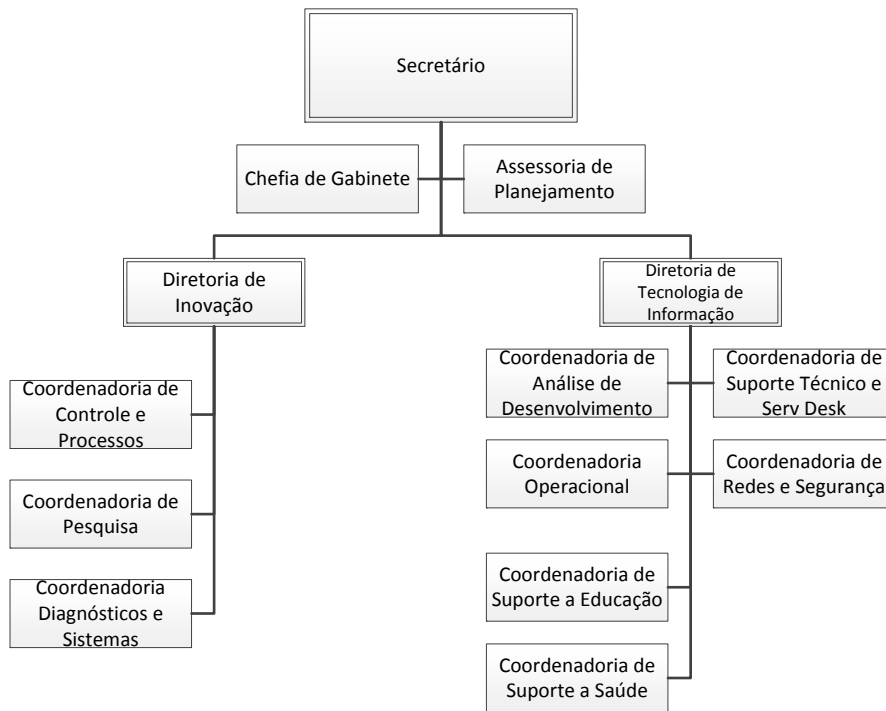 Secretário
Chefia de Gabinete
Assessoria de
Planejamento
Diretoria de
Inovação
Diretoria de
Tecnologia de
Informação
Coordenadoria de
Controle e
Processos
Coordenadoria de
Pesquisa
Coordenadoria
Diagnósticos e
Sistemas
Coordenadoria de
Análise de
Desenvolvimento
Coordenadoria de
Suporte Técnico e
Serv Desk
Coordenadoria
Operacional
Coordenadoria de
Redes e Segurança
Coordenadoria de
Suporte a Educação
Coordenadoria de
Suporte a Saúde